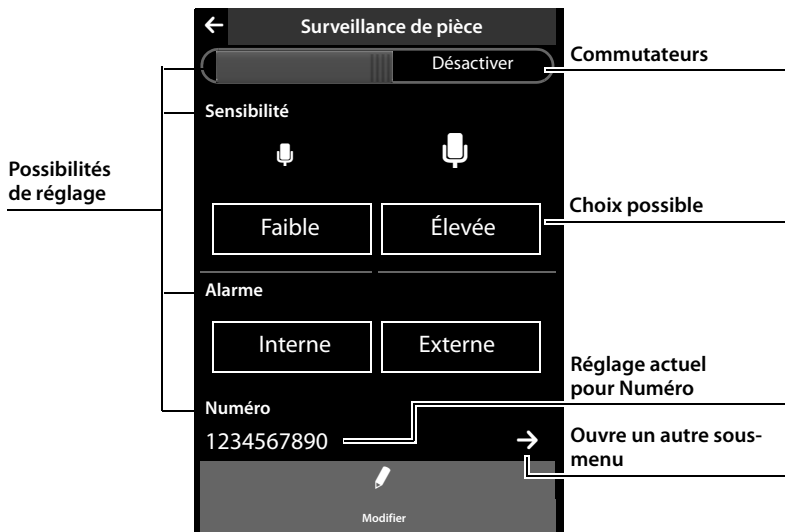 Surveillance de pièce
Désactiver
Commutateurs
Sensibilité
Possibilités
de réglage
Faible
Élevée
Choix possible
Alarme
Interne
Externe
Réglage actuel
pour Numéro
Numéro
1234567890
Ouvre un autre sous-
menu
Modifier